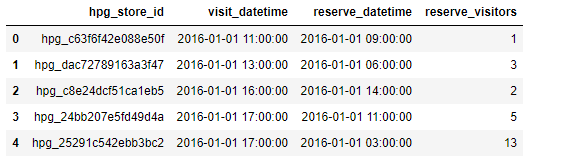 hpg_store_id visit_datetime reserve_datetime reserve_visitors
0 hpg_c63f6f42e088e50f 2016-01-01 11:00:00 2016-01-01 09:00:00 1
1 hpg_dac72789163a3f47 2016-01-01 13:00:00 2016-01-01 06:00:00 3
2 hpg_c8e24dcf51ca1eb5 2016-01-01 16:00:00 2016-01-01 14:00:00 2
3 hpg_24bb207e5fd49d4a 2016-01-01 17:00:00 2016-01-01 11:00:00 5
4 hpg_25291c542ebb3bc2 2016-01-01 17:00:00 2016-01-01 03:00:00 13